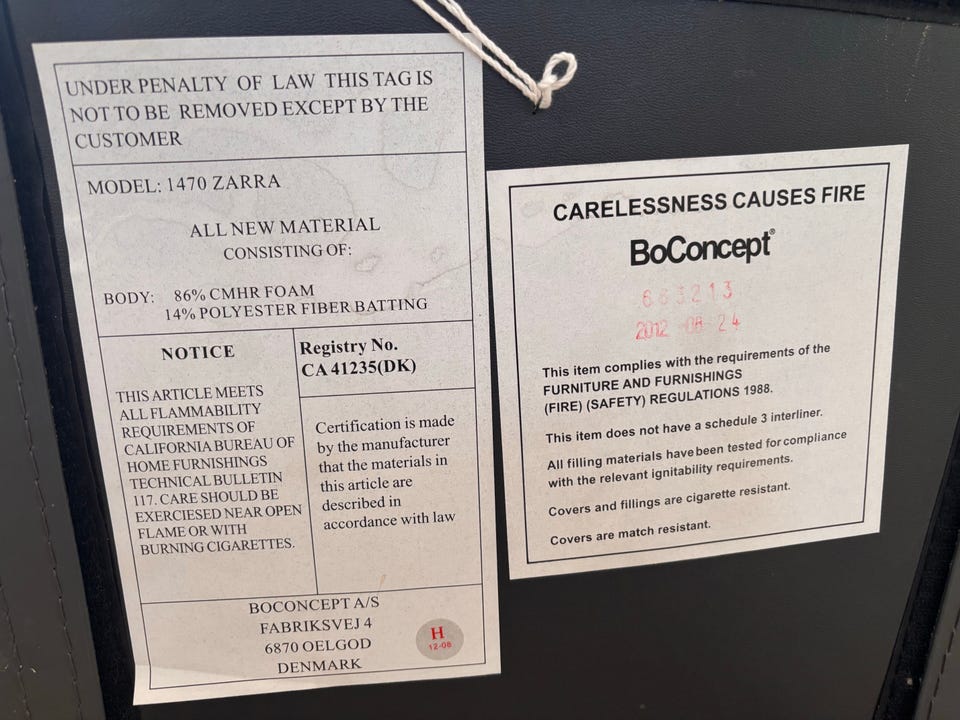 UNDER PENALTY OF LAW THIS TAG IS
NOT TO BE REMOVED EXCEPT BY THE
CUSTOMER
MODEL: 1470 ZARRA
ALL NEW MATERIAL
CONSISTING OF:
BODY: 86% CMHR FOAM
14% POLYESTER FIBER BATTING
NOTICE
THIS ARTICLE MEETS
ALL FLAMMABILITY
REQUIREMENTS OF
CALIFORNIA BUREAU OF
HOME FURNISHINGS
TECHNICAL BULLETIN
117. CARE SHOULD BE
EXERCIESED NEAR OPEN
FLAME OR WITH
BURNING CIGARETTES.
Registry No.
CA 41235(DK)
Certification is made
by the manufacturer
that the materials in
this article are
described in
accordance with law
BOCONCEPT A/S
FABRIKSVEJ 4
6870 OELGOD
DENMARK
H
12-08
CARELESSNESS CAUSES FIRE
BoConcept®
663213
2012 -08- 24
This item complies with the requirements of the
FURNITURE AND FURNISHINGS
(FIRE) (SAFETY) REGULATIONS 1988.
This item does not have a schedule 3 interliner.
All filling materials have been tested for compliance
with the relevant ignitability requirements.
Covers and fillings are cigarette resistant.
Covers are match resistant.